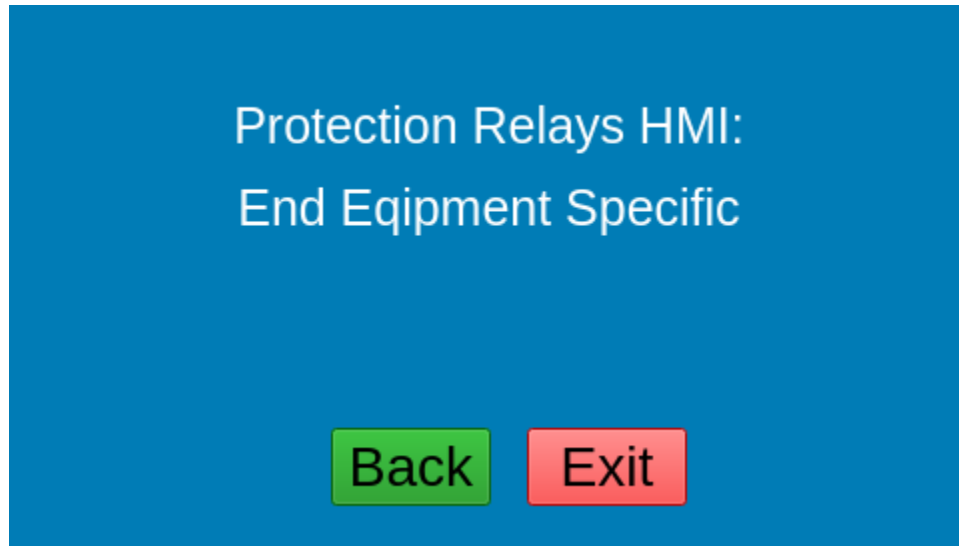 Protection Relays HMI:
End Eqipment Specific
Back
Exit